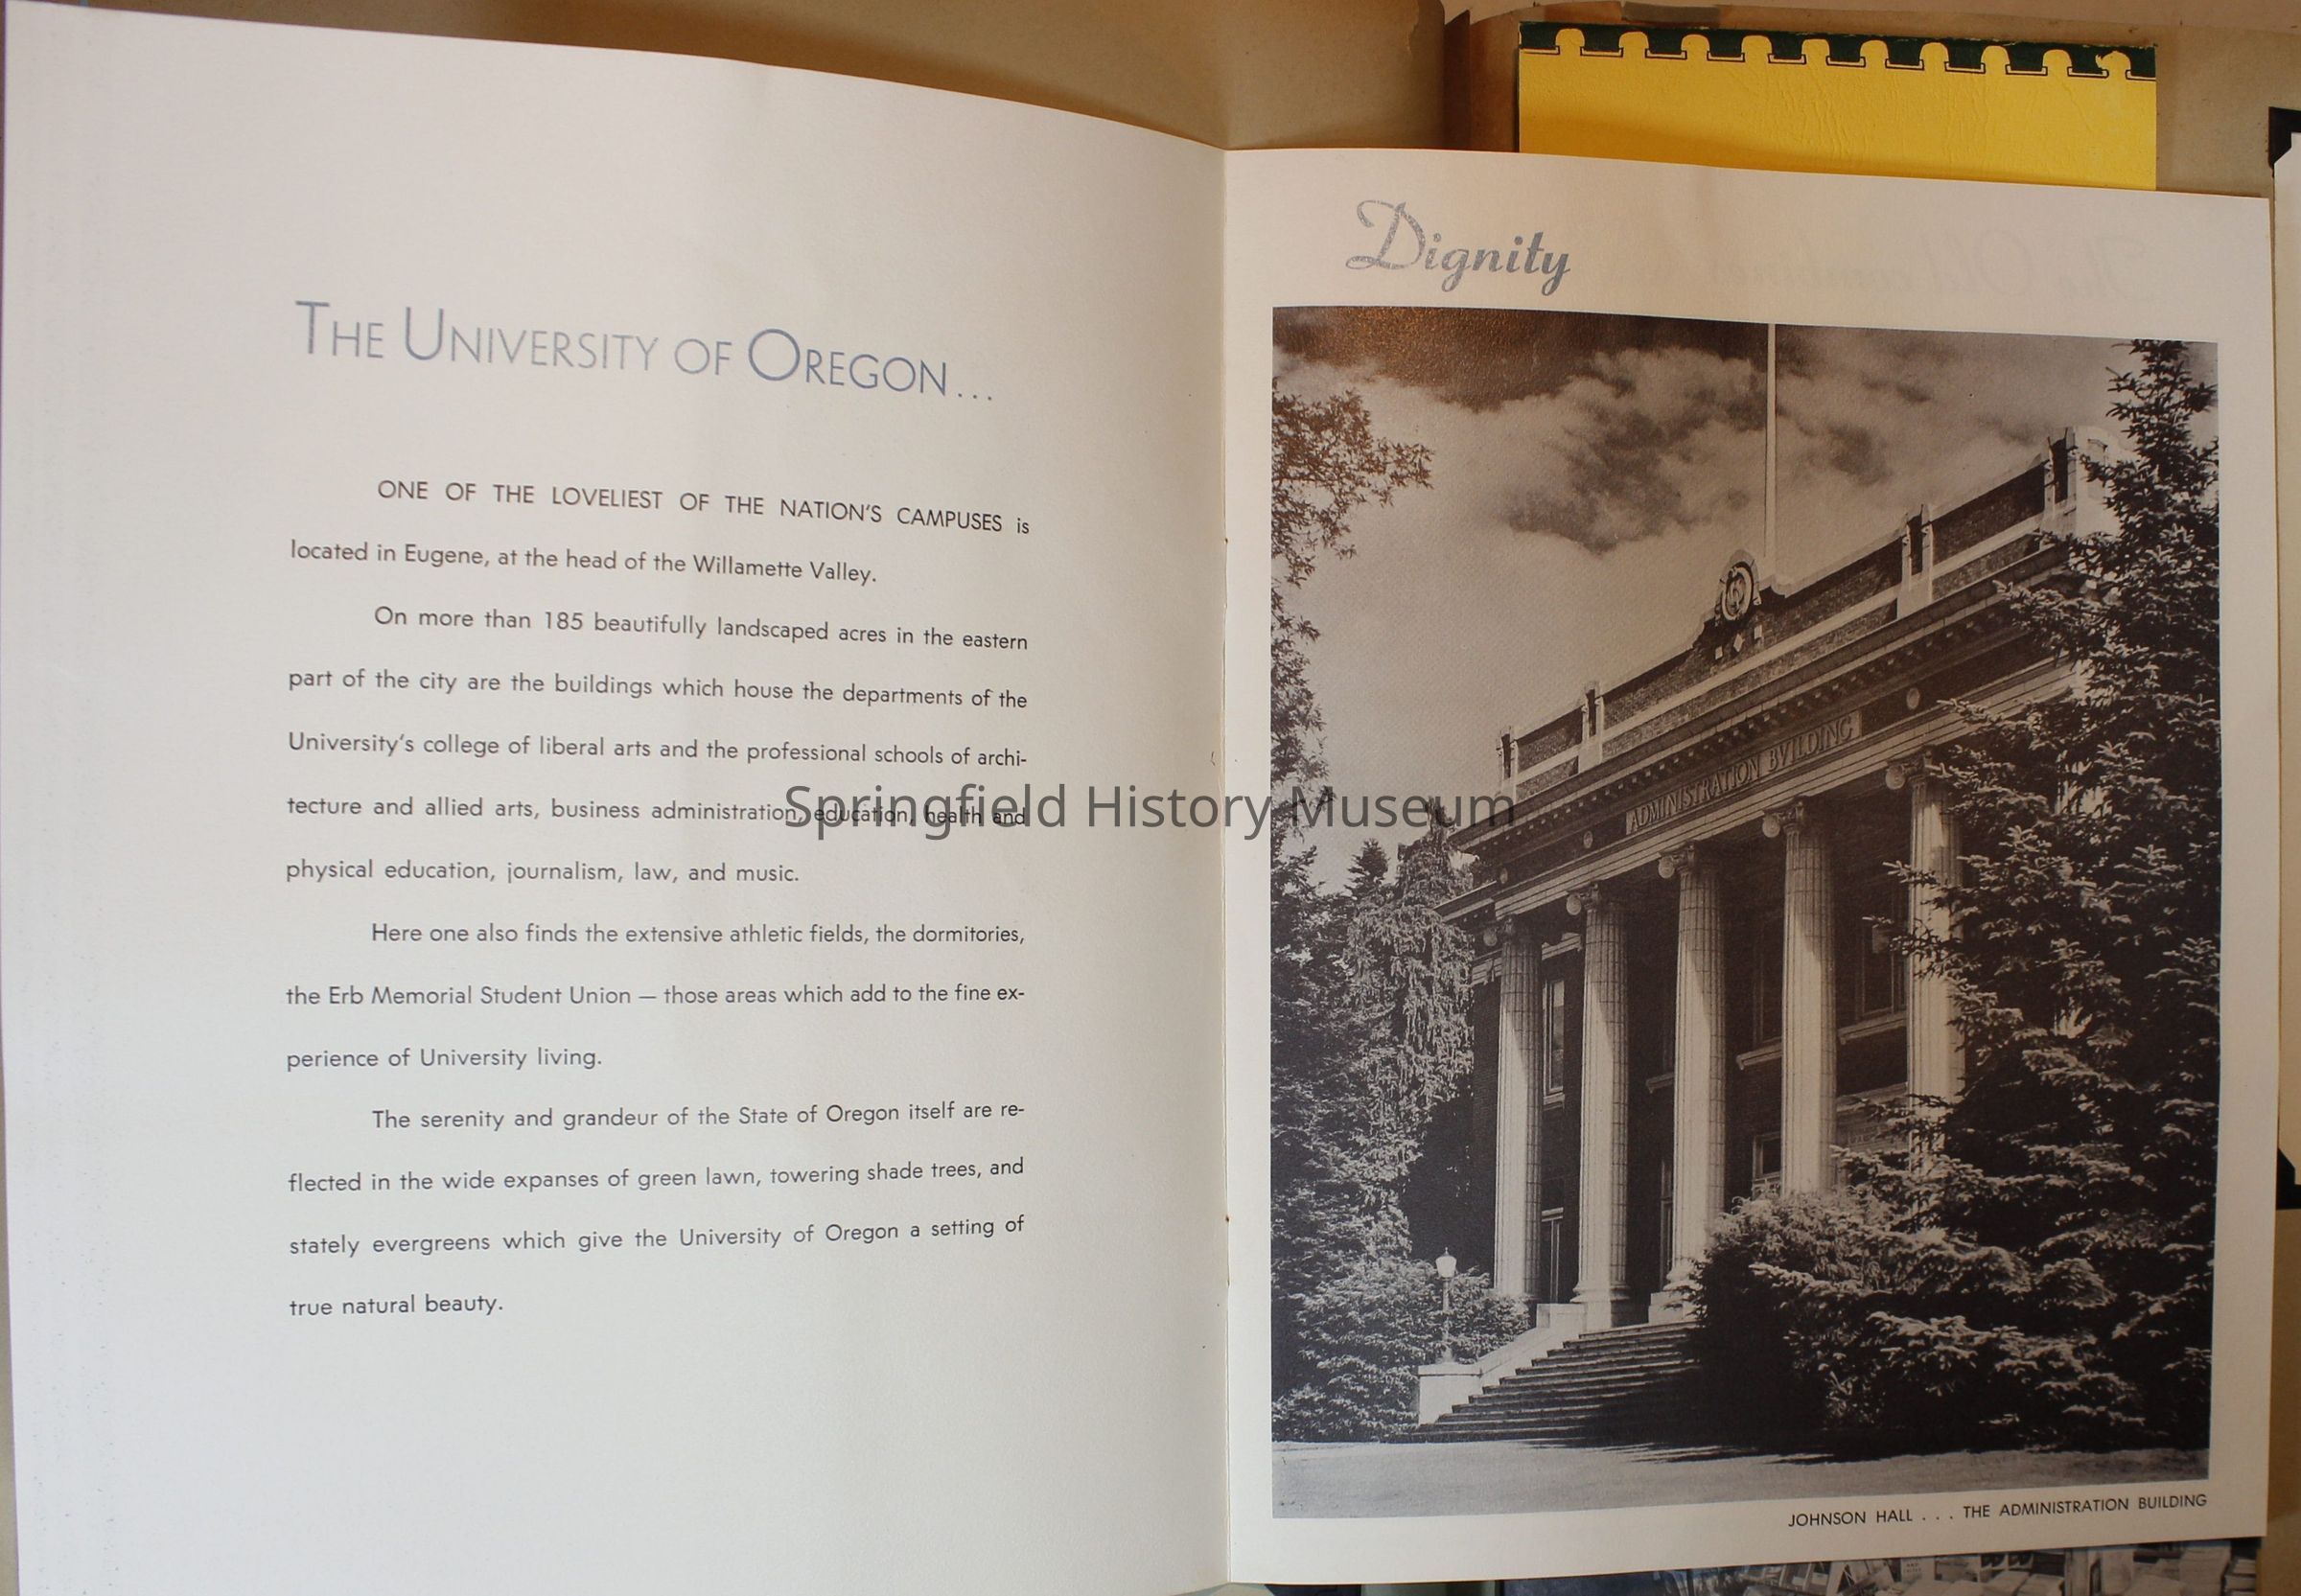 THE UNIVERSITY OF OREGON...
ONE OF THE LOVELIEST OF THE NATION'S CAMPUSES is
located in Eugene, at the head of the Willamette Valley.
On more than 185 beautifully landscaped acres in the eastern
part of the city are the buildings which house the departments of the
University's college of liberal arts and the professional schools of archi-
tecture and allied arts, business administration, education, health and
physical education, journalism, law, and music.
Here one also finds the extensive athletic fields, the dormitories,
the Erb Memorial Student Union — those areas which add to the fine ex-
perience of University living.
The serenity and grandeur of the State of Oregon itself are re-
flected in the wide expanses of green lawn, towering shade trees, and
stately evergreens which give the University of Oregon a setting of
true natural beauty.
Dignity
ADMINISTRATION BVILDING
JOHNSON HALL . . . THE ADMINISTRATION BUILDING
Springfield History Museum